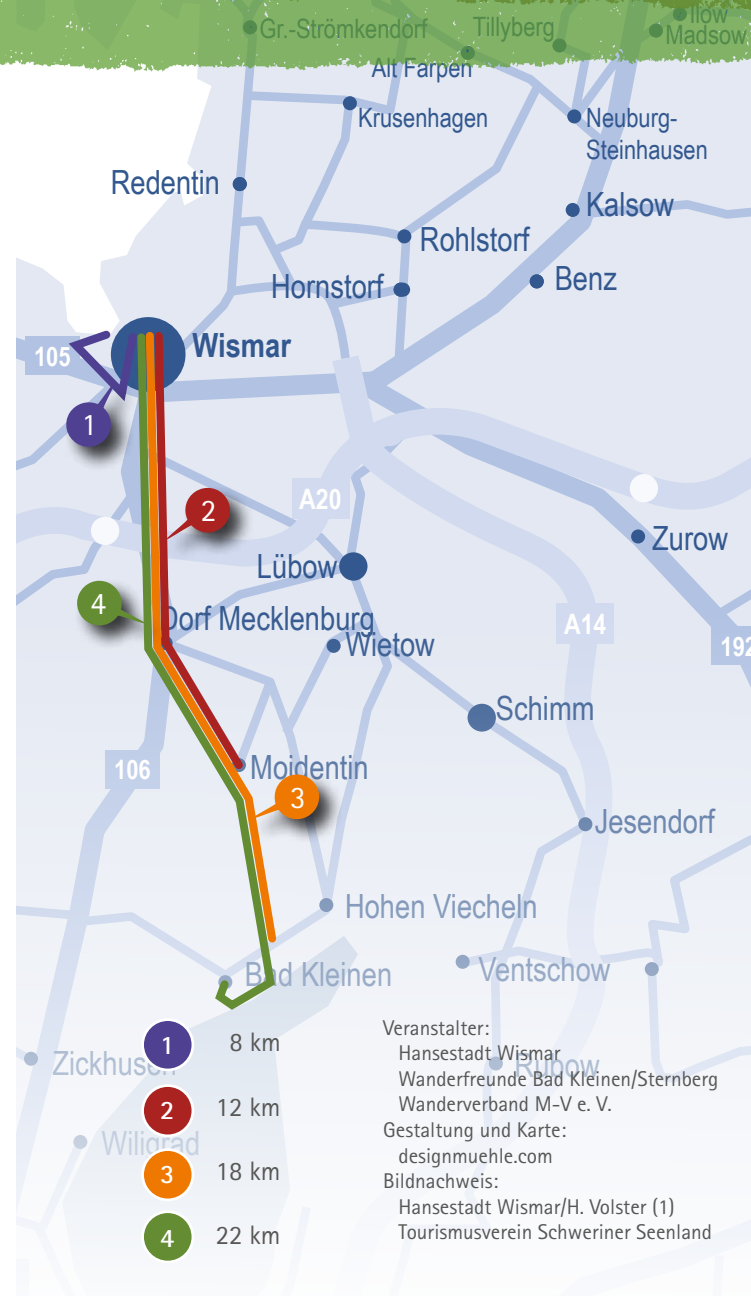 Ilow
Gr.-Strömkendorf
Tillyberg
Madsow
Alt Farpen
Krusenhagen
Neuburg-
Steinhausen
Redentin
Kalsow
Rohlstorf
Hornstorf
Benz
Wismar
105
1
A20
2
Zurow
Lübow
4
Dorf Mecklenburg
A14
Wietow
192
Schimm
106
Moidentin
3
Jesendorf
Hohen Viecheln
Bad Kleinen
Ventschow
Zickhusen
Rubow
Wiligrad
1 8 km
2 12 km
3 18 km
4 22 km
Veranstalter:
Hansestadt Wismar
Wanderfreunde Bad Kleinen/Sternberg
Wanderverband M-V e. V.
Gestaltung und Karte:
designmuehle.com
Bildnachweis:
Hansestadt Wismar/H. Volster (1)
Tourismusverein Schweriner Seenland